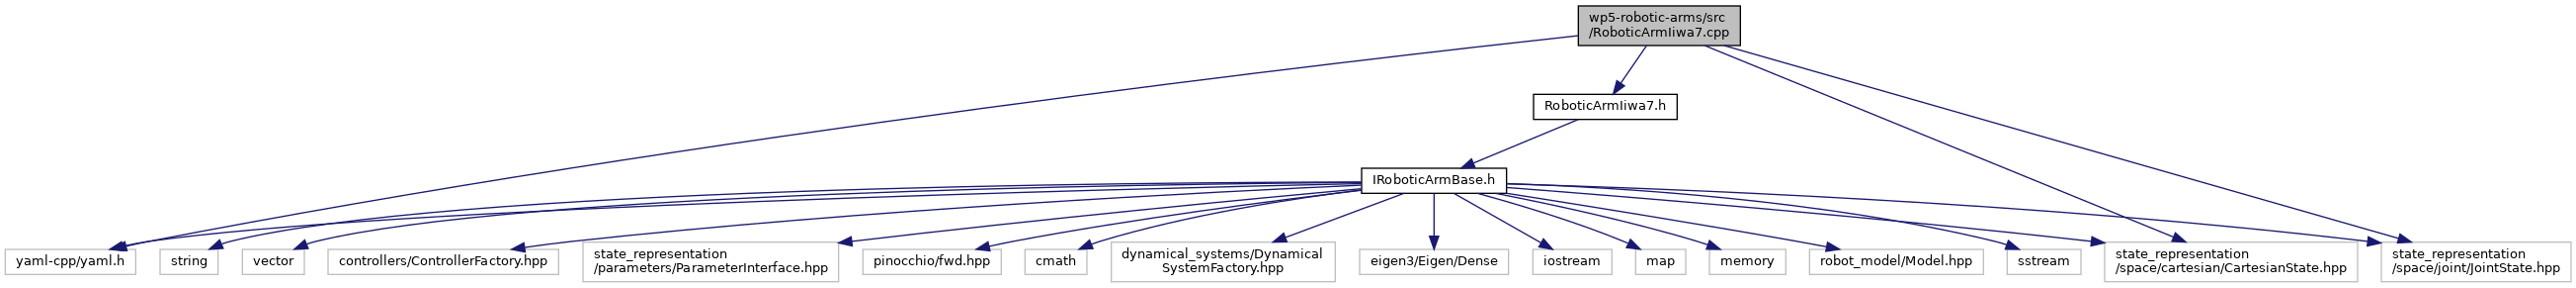 wp5-robotic-arms/src
/RoboticArmIiwa7.cpp
RoboticArmIiwa7.h
IRoboticArmBase.h
yaml-cpp/yaml.h
string
vector
controllers/ControllerFactory.hpp
state_representation
/parameters/ParameterInterface.hpp
pinocchio/fwd.hpp
cmath
dynamical_systems/Dynamical
SystemFactory.hpp
eigen3/Eigen/Dense
iostream
map
memory
robot_model/Model.hpp
sstream
state_representation
/space/cartesian/CartesianState.hpp
state_representation
/space/joint/JointState.hpp